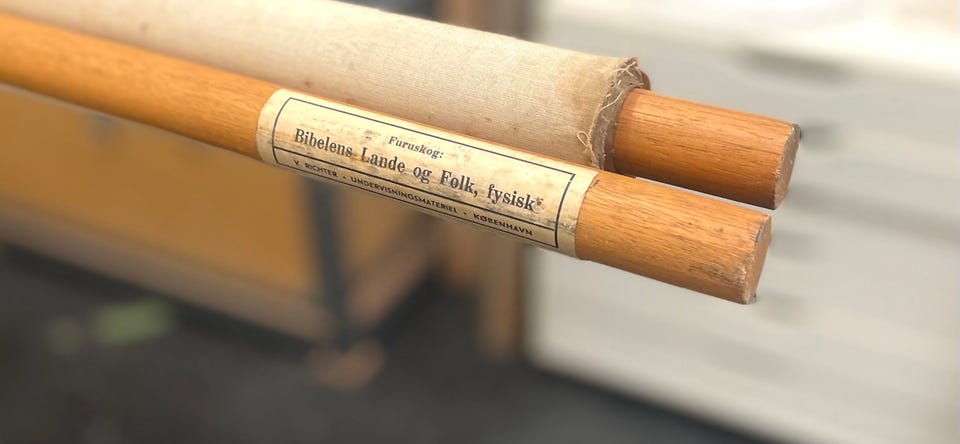 Furuskog:
Bibelens Lande og Folk, fysisk
V. RICHTER • UNDERVISNINGSMATERIEL • KØBENHAVN